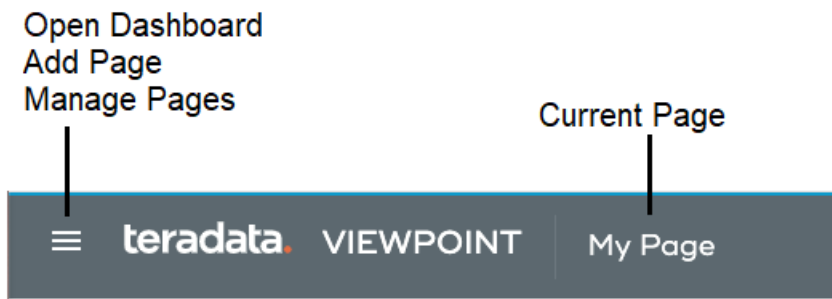 Open Dashboard
Add Page
Manage Pages
Current Page
teradata. VIEWPOINT My Page